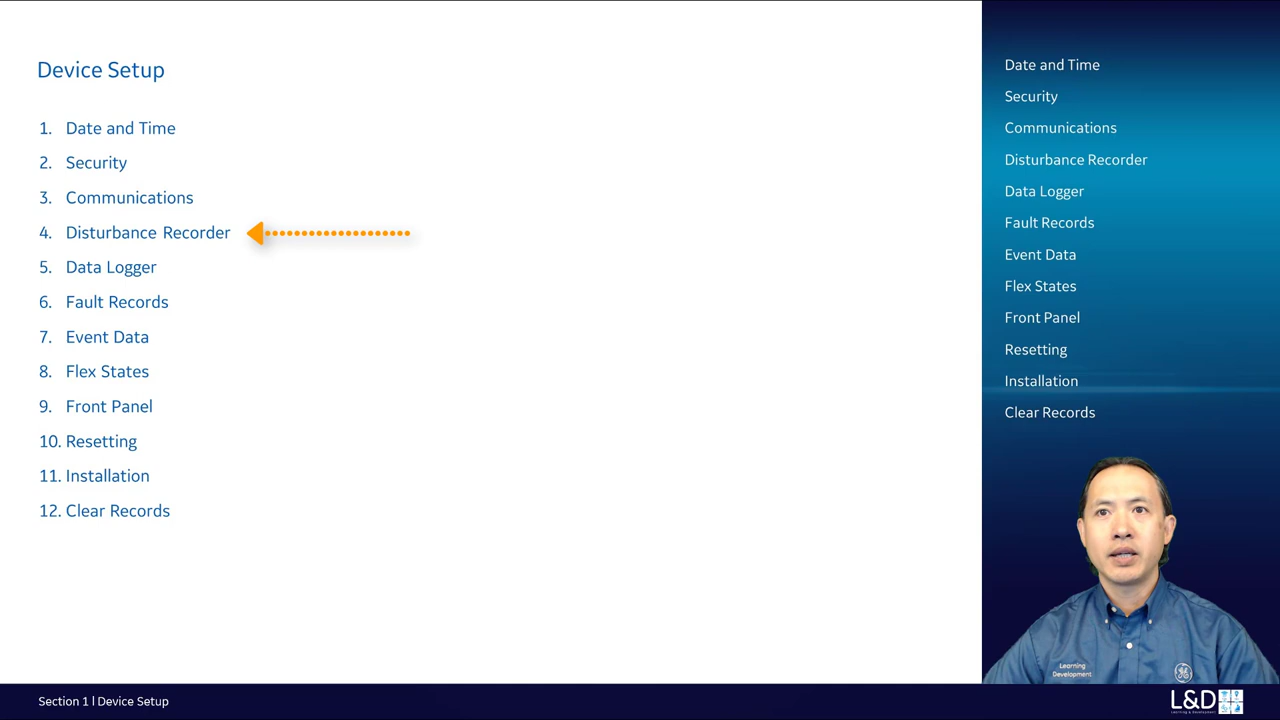 Device Setup
1. Date and Time
2. Security
3. Communications
4. Disturbance Recorder
5. Data Logger
6. Fault Records
7. Event Data
8. Flex States
9. Front Panel
10. Resetting
11. Installation
12. Clear Records
Date and Time
Security
Communications
Disturbance Recorder
Data Logger
Fault Records
Event Data
Flex States
Front Panel
Resetting
Installation
Clear Records
Learning
Development
Section 1 | Device Setup
L&D
Learning & Development